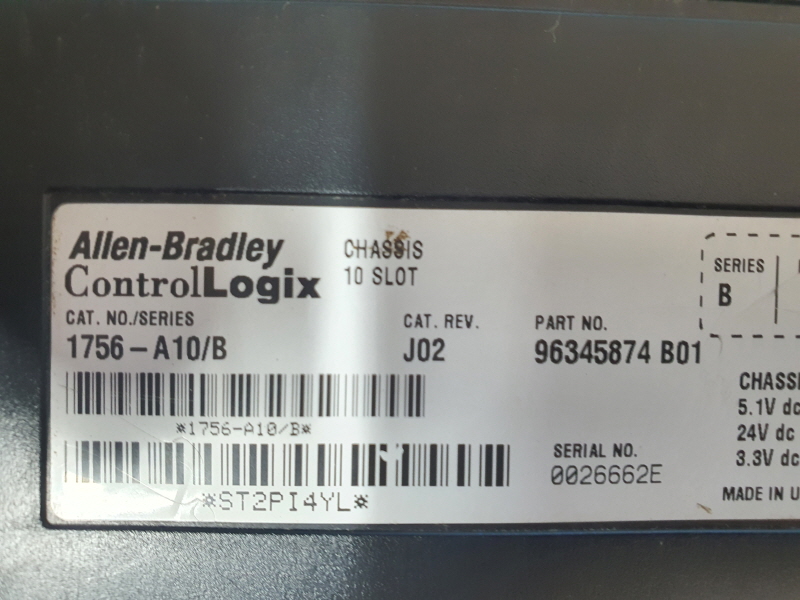 Allen-Bradley
ControlLogix
CHASSIS
10 SLOT
CAT. NO./SERIES
1756-A10/B
CAT. REV.
J02
PART NO.
96345874 B01
SERIES
B
*1756-A10/B*
*ST2PI4YL*
SERIAL NO.
0026662E
CHASSI
5.1V dc
24V dc
3.3V dc
MADE IN U